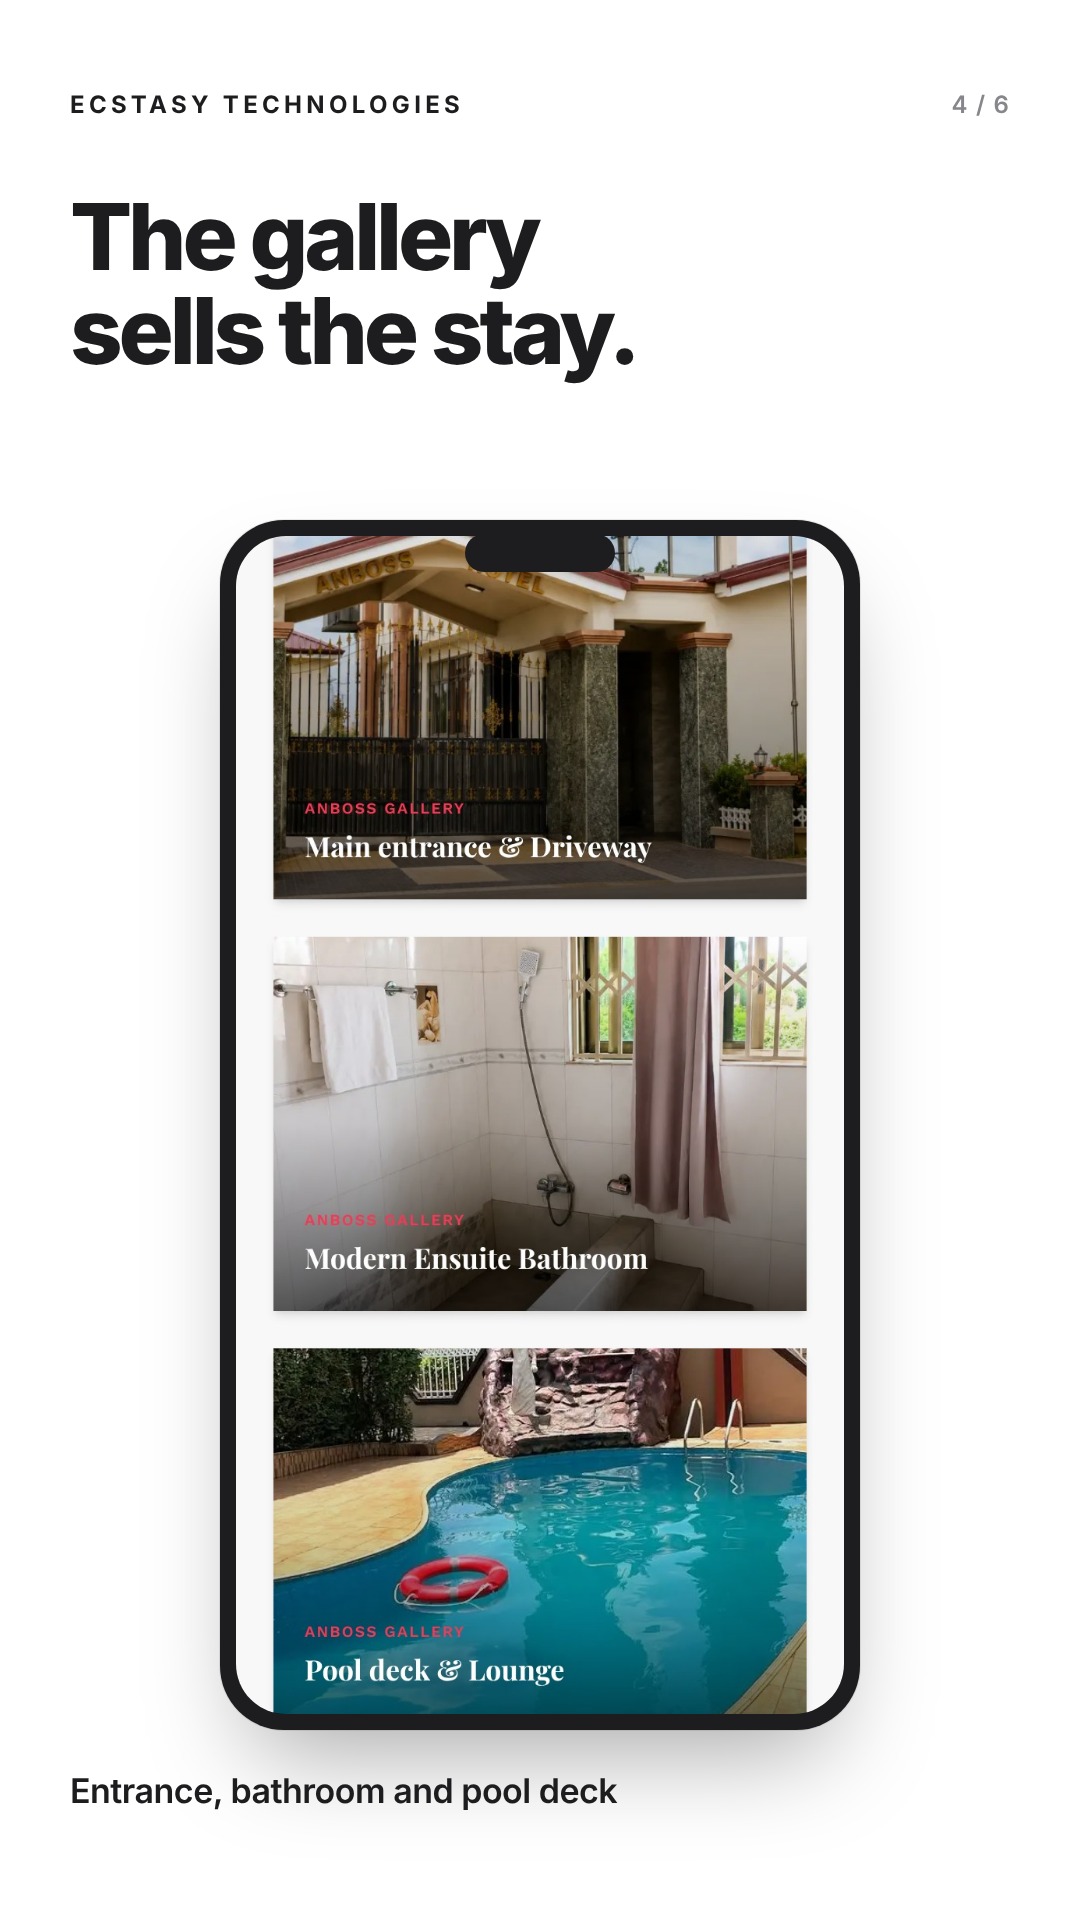 ECSTASY TECHNOLOGIES
4 / 6
The gallery
sells the stay.
ANBOSS
ANBOSS GALLERY
Main entrance & Driveway
ANBOSS GALLERY
Modern Ensuite Bathroom
ANBOSS GALLERY
Pool deck & Lounge
Entrance, bathroom and pool deck